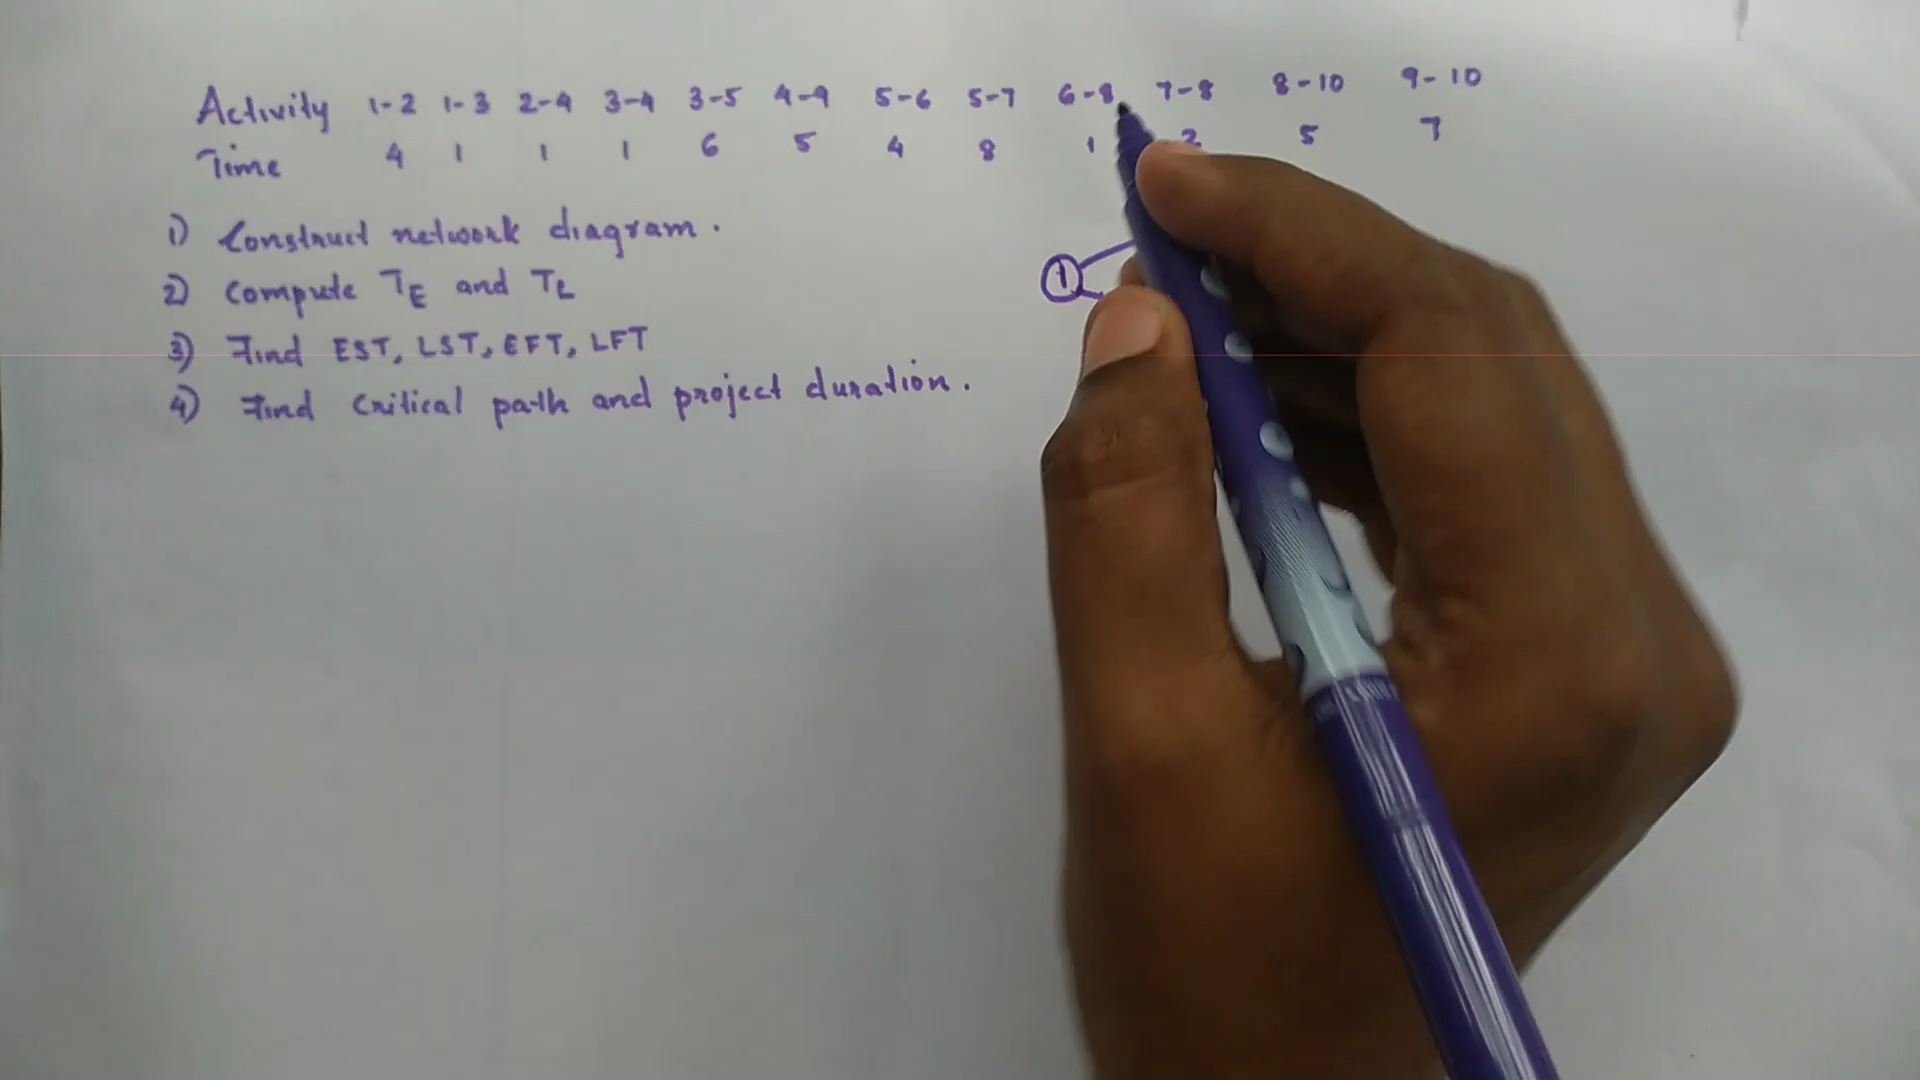 Activity 1-2 1-3 2-4 3-4 3-5 4-9 5-6 5-7 6-8 7-8 8-10 9-10
Time 4 1 1 1 6 5 4 8 1 2 5 7
1) Construct network diagram.
2) Compute TE and TL
3) Find EST, LST, EFT, LFT
4) Find Critical path and project duration.
1